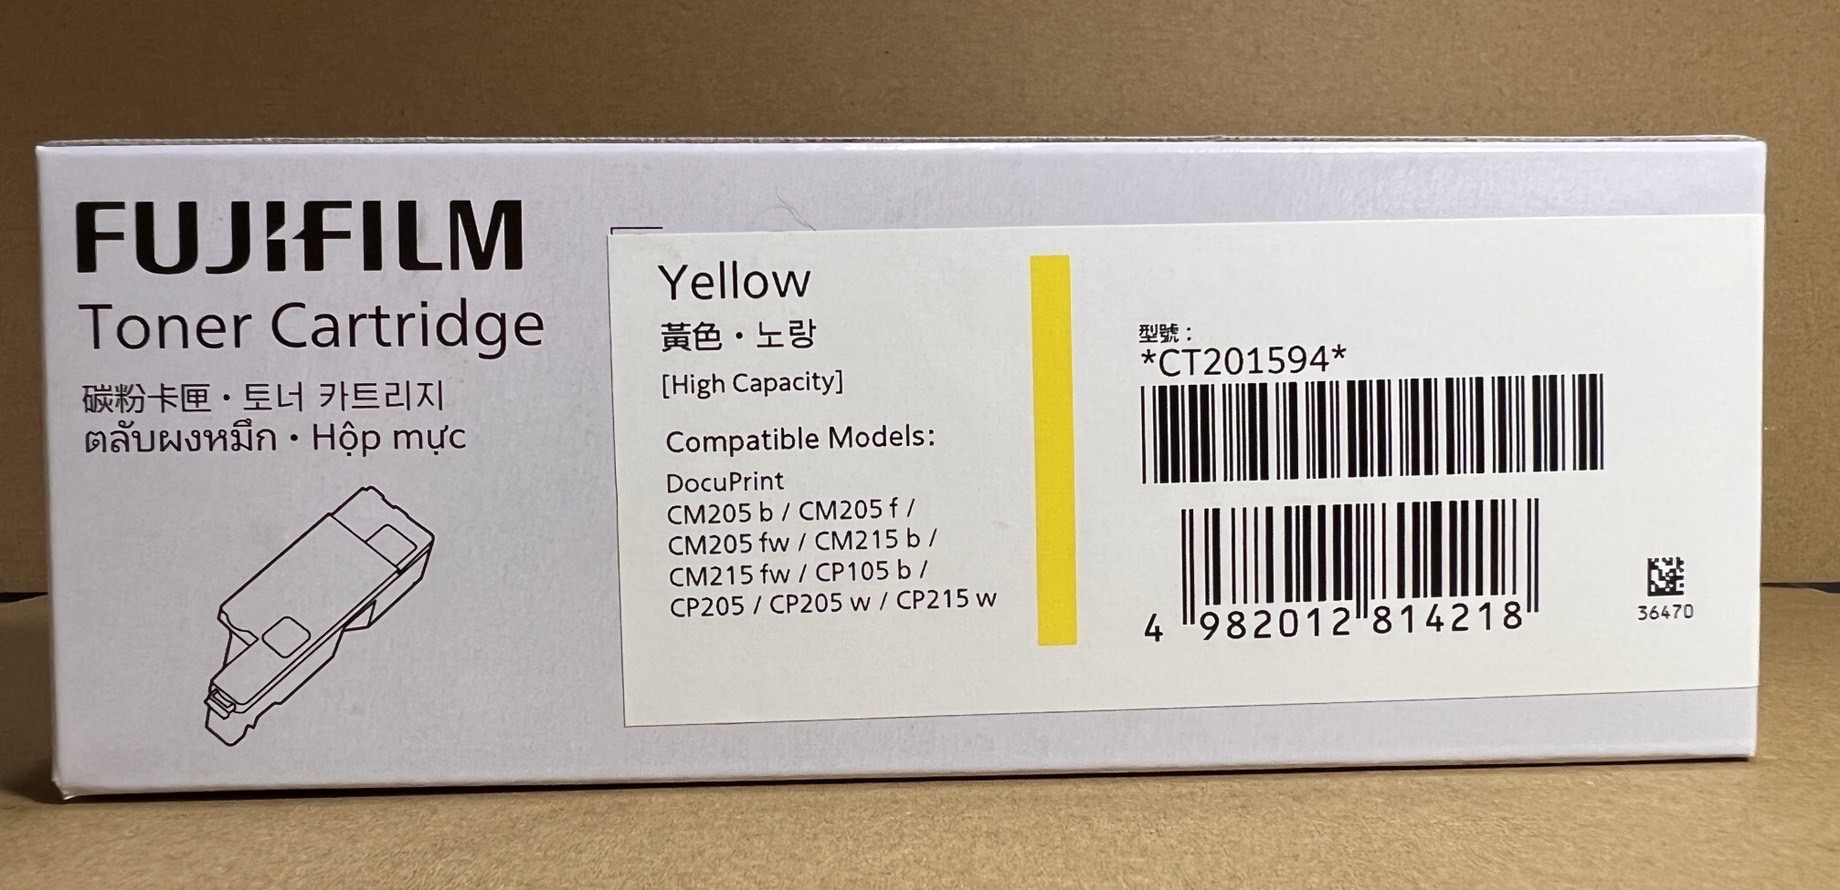 FUJIFILM
Toner Cartridge
碳粉卡匣・토너 카트리지
ตลับผงหมึก・Hộp mực
Yellow
黃色・노랑
[High Capacity]
Compatible Models:
DocuPrint
CM205 b / CM205 f /
CM205 fw / CM215 b /
CM215 fw / CP105 b /
CP205 / CP205 w / CP215 w
型號：
*CT201594*
4 982012 814218
36470